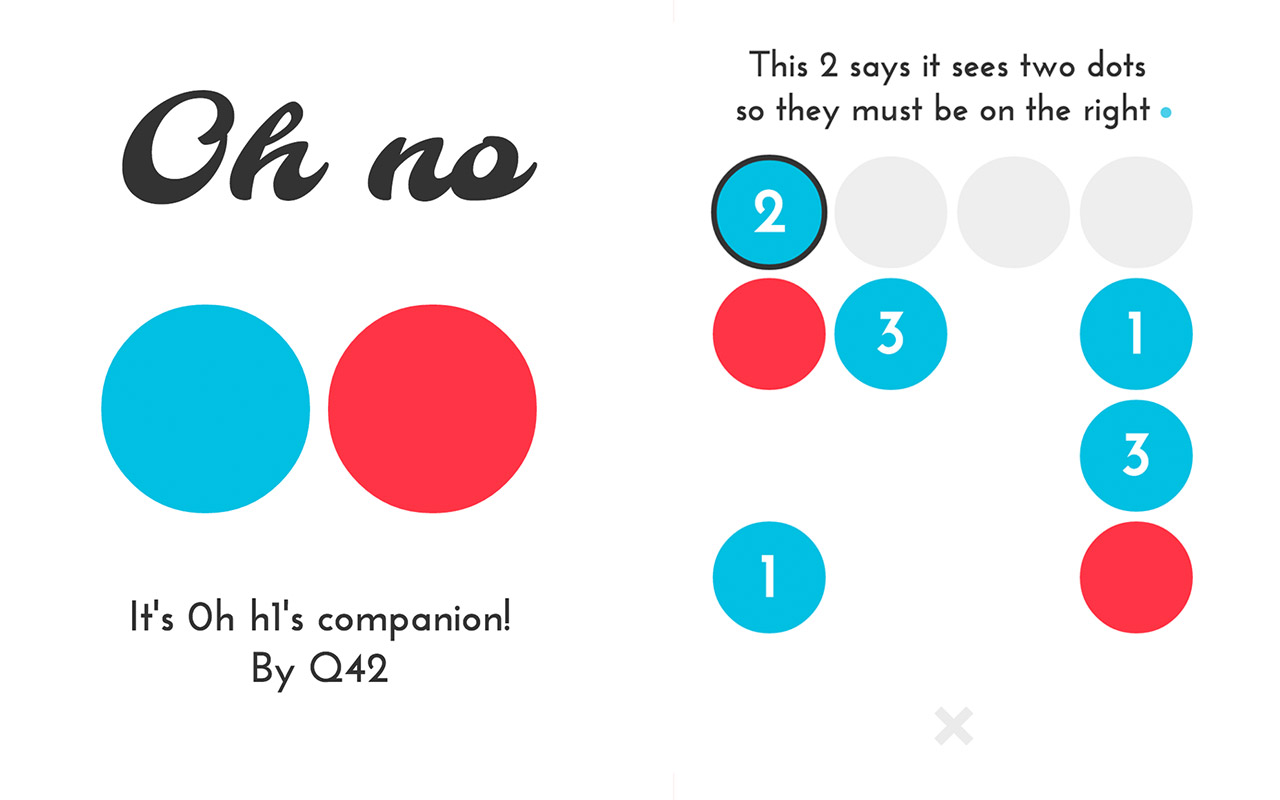 Oh no
It's 0h h1's companion!
By Q42
This 2 says it sees two dots
so they must be on the right
2
3 1
3
1